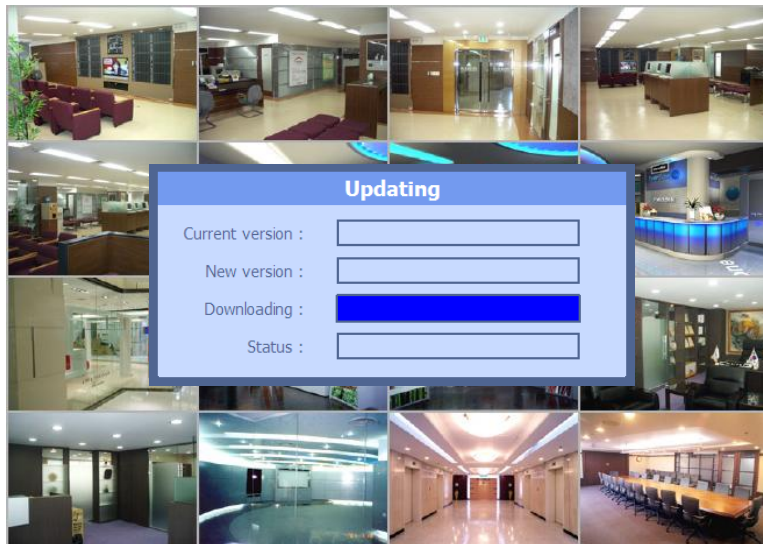 Updating
Current version :
New version :
Downloading :
Status :